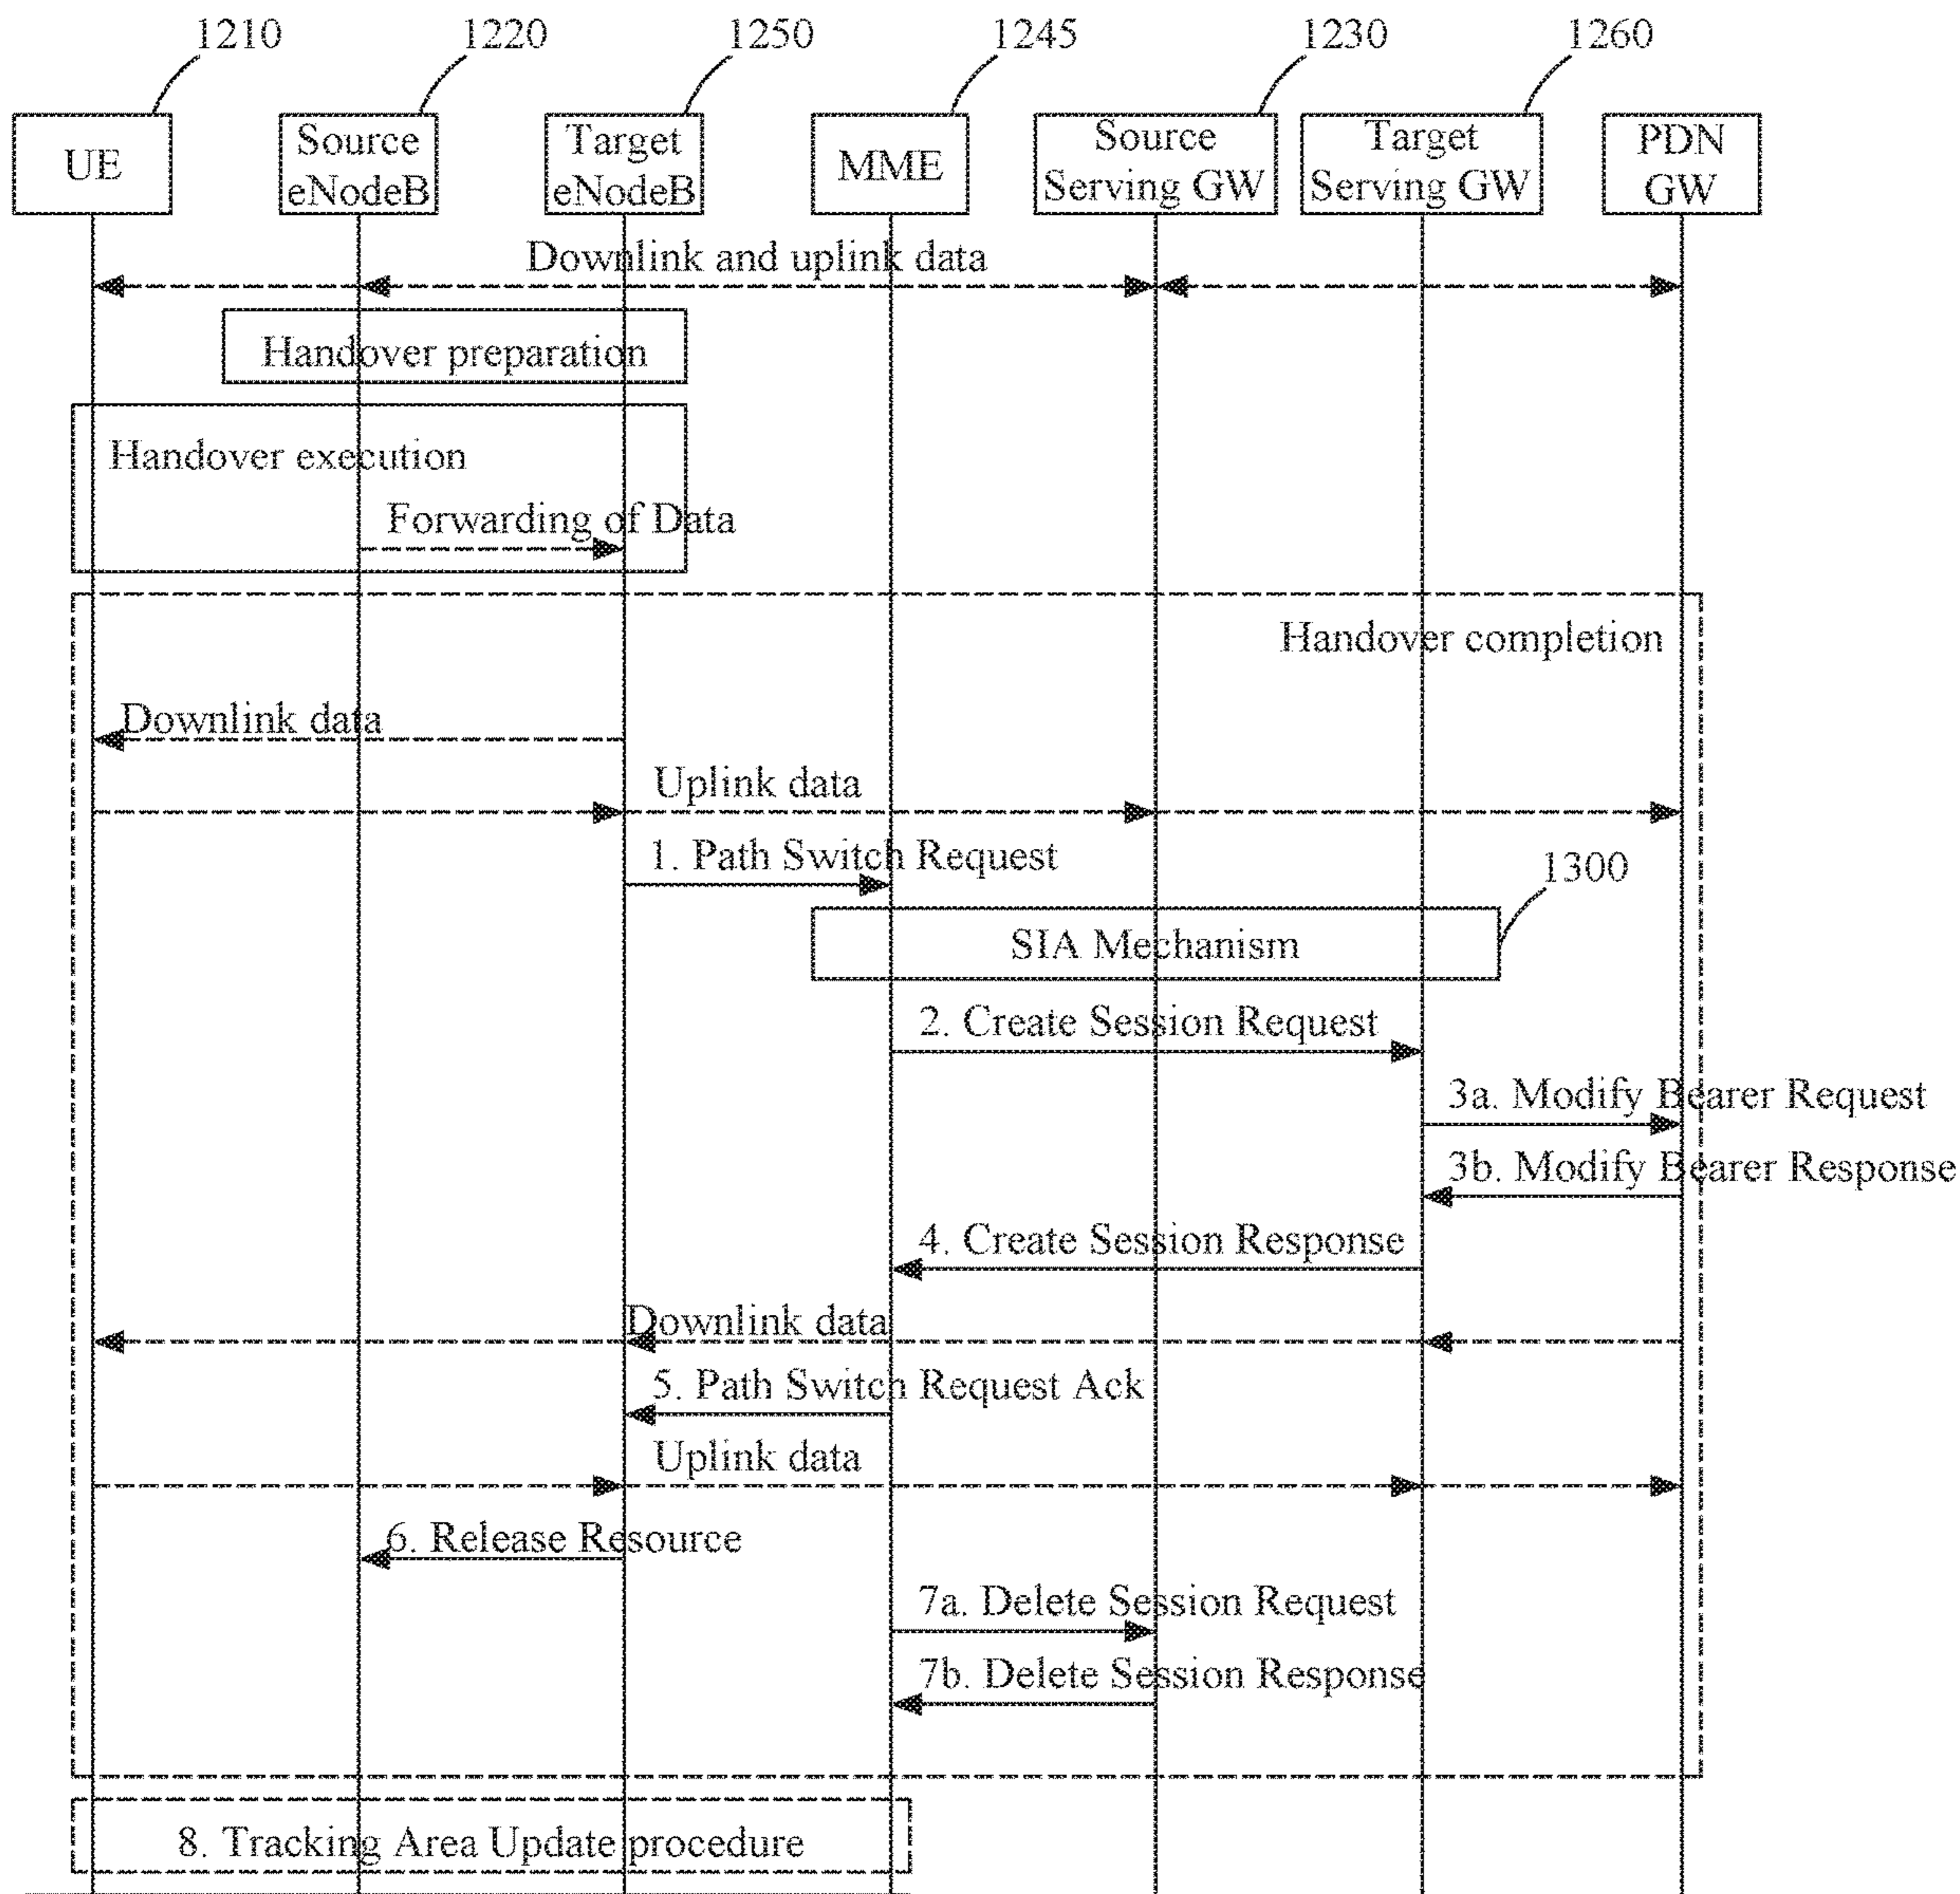 1210
1220
1250
1245
1230
1260
UE
Source
eNodeB
Target
eNodeB
MME
Source
Serving GW
Target
Serving GW
PDN
GW
Downlink and uplink data
Handover preparation
Handover execution
Forwarding of Data
Handover completion
Downlink data
Uplink data
1. Path Switch Request
1300
SIA Mechanism
2. Create Session Request
3a. Modify Bearer Request
3b. Modify Bearer Response
4. Create Session Response
Downlink data
5. Path Switch Request Ack
Uplink data
6. Release Resource
7a. Delete Session Request
7b. Delete Session Response
8. Tracking Area Update procedure